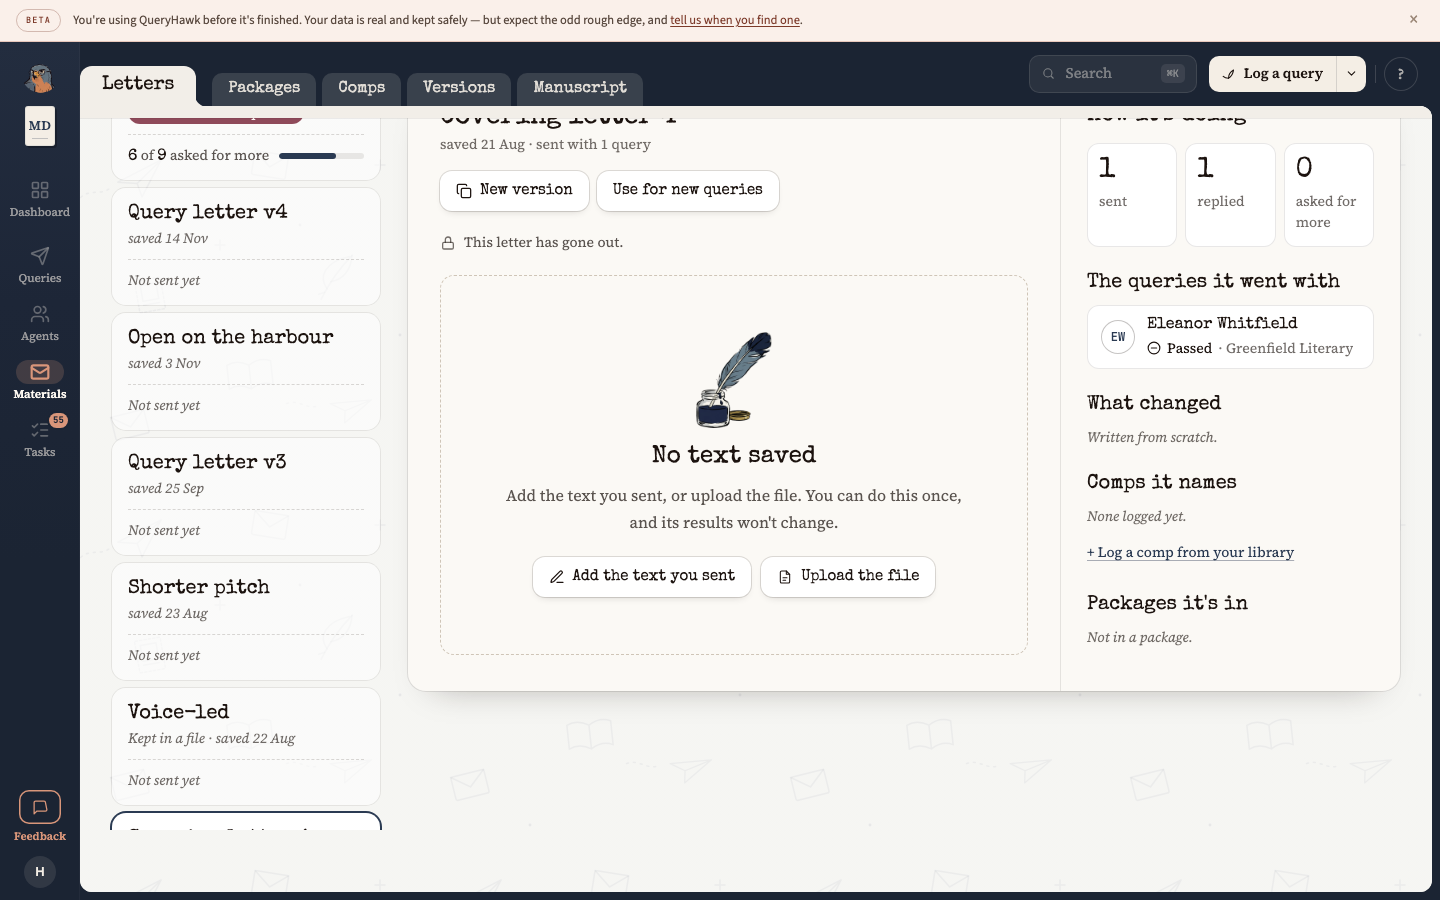 BETA
You're using QueryHawk before it's finished. Your data is real and kept safely — but expect the odd rough edge, and tell us when you find one.
×
Letters
Packages
Comps
Versions
Manuscript
Search
⌘K
Log a query
?
MD
Dashboard
Queries
Agents
Materials
55
Tasks
Feedback
H
6 of 9 asked for more
Query letter v4
saved 14 Nov
Not sent yet
Open on the harbour
saved 3 Nov
Not sent yet
Query letter v3
saved 25 Sep
Not sent yet
Shorter pitch
saved 23 Aug
Not sent yet
Voice-led
Kept in a file · saved 22 Aug
Not sent yet
saved 21 Aug · sent with 1 query
New version
Use for new queries
This letter has gone out.
No text saved
Add the text you sent, or upload the file. You can do this once,
and its results won't change.
Add the text you sent
Upload the file
How it's doing
1
sent
1
replied
0
asked for
more
The queries it went with
EW
Eleanor Whitfield
Passed · Greenfield Literary
What changed
Written from scratch.
Comps it names
None logged yet.
+ Log a comp from your library
Packages it's in
Not in a package.